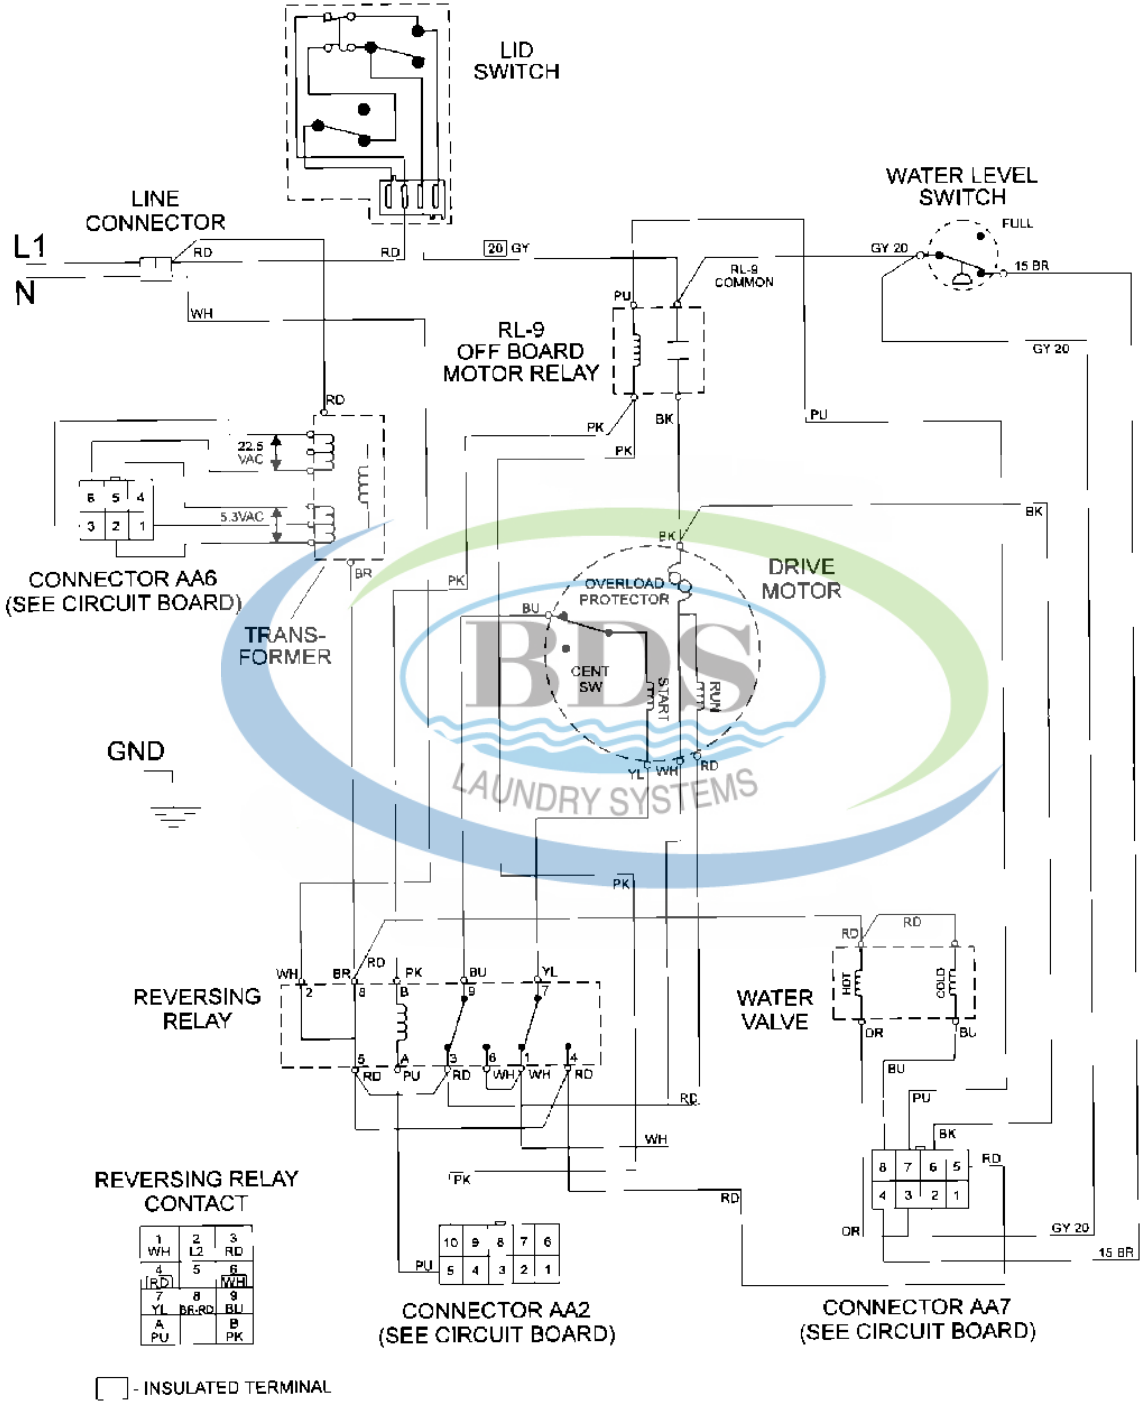 LID
SWITCH
WATER LEVEL
SWITCH
FULL
LINE
CONNECTOR
L1
N
RD
RD
20 GY
GY 20
15 BR
RL-9
COMMON
PU
WH
GY 20
RL-9
OFF BOARD
MOTOR RELAY
RD
PK
BK
PU
PK
22.5
VAC
6 5 4
3 2 1
5.3VAC
BK
BK
CONNECTOR AA6
(SEE CIRCUIT BOARD)
BR
PK
OVERLOAD
PROTECTOR
DRIVE
MOTOR
BU
TRANS-
FORMER
BDS
CENT
SW
START
RUN
GND
YL WH RD
LAUNDRY SYSTEMS
PK
RD
RD
WH BR RD PK BU YL
REVERSING
RELAY
2 8 B 9 7
HOT
COLD
WATER
VALVE
OR
BU
5 A 3 6 1 4
RD PU RD WH WH RD
BU
PU
RD
BK
WH
PK
8 7 6 5
RD
4 3 2 1
RD
OR
GY 20
15 BR
REVERSING RELAY
CONTACT
1 2 3
WH L2 RD
4 5 6
RD WH
7 8 9
YL BR-RD BU
A B
PU PK
10 9 8 7 6
PU
5 4 3 2 1
CONNECTOR AA2
(SEE CIRCUIT BOARD)
CONNECTOR AA7
(SEE CIRCUIT BOARD)
- INSULATED TERMINAL